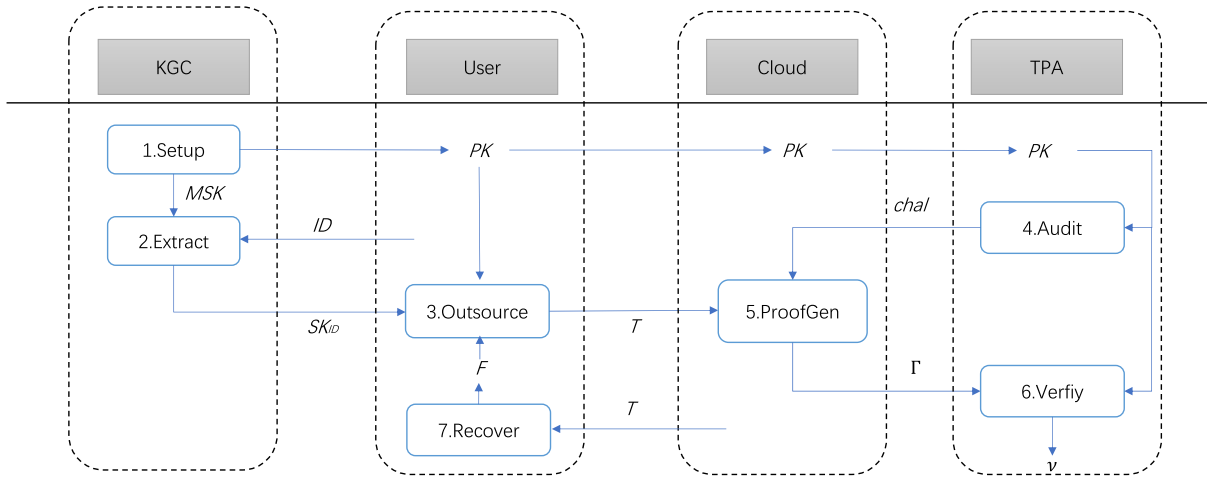 KGC
User
Cloud
TPA
1.Setup
PK
PK
PK
MSK
chal
2.Extract
ID
4.Audit
3.Outsource
5.ProofGen
SK_ID
T
F
Γ
6.Verfiy
T
7.Recover
ν